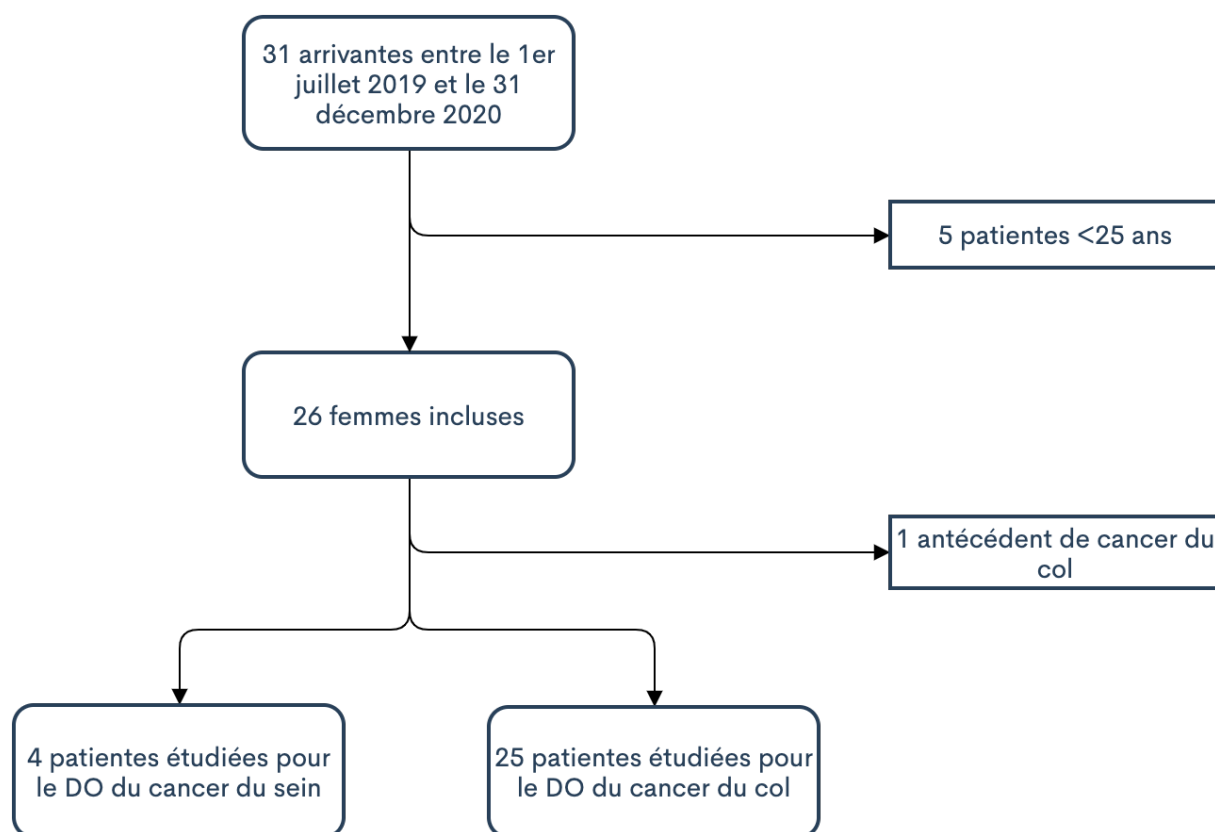 31 arrivantes entre le 1er
juillet 2019 et le 31
décembre 2020
5 patientes <25 ans
26 femmes incluses
1 antécédent de cancer du
col
4 patientes étudiées pour
le DO du cancer du sein
25 patientes étudiées pour
le DO du cancer du col